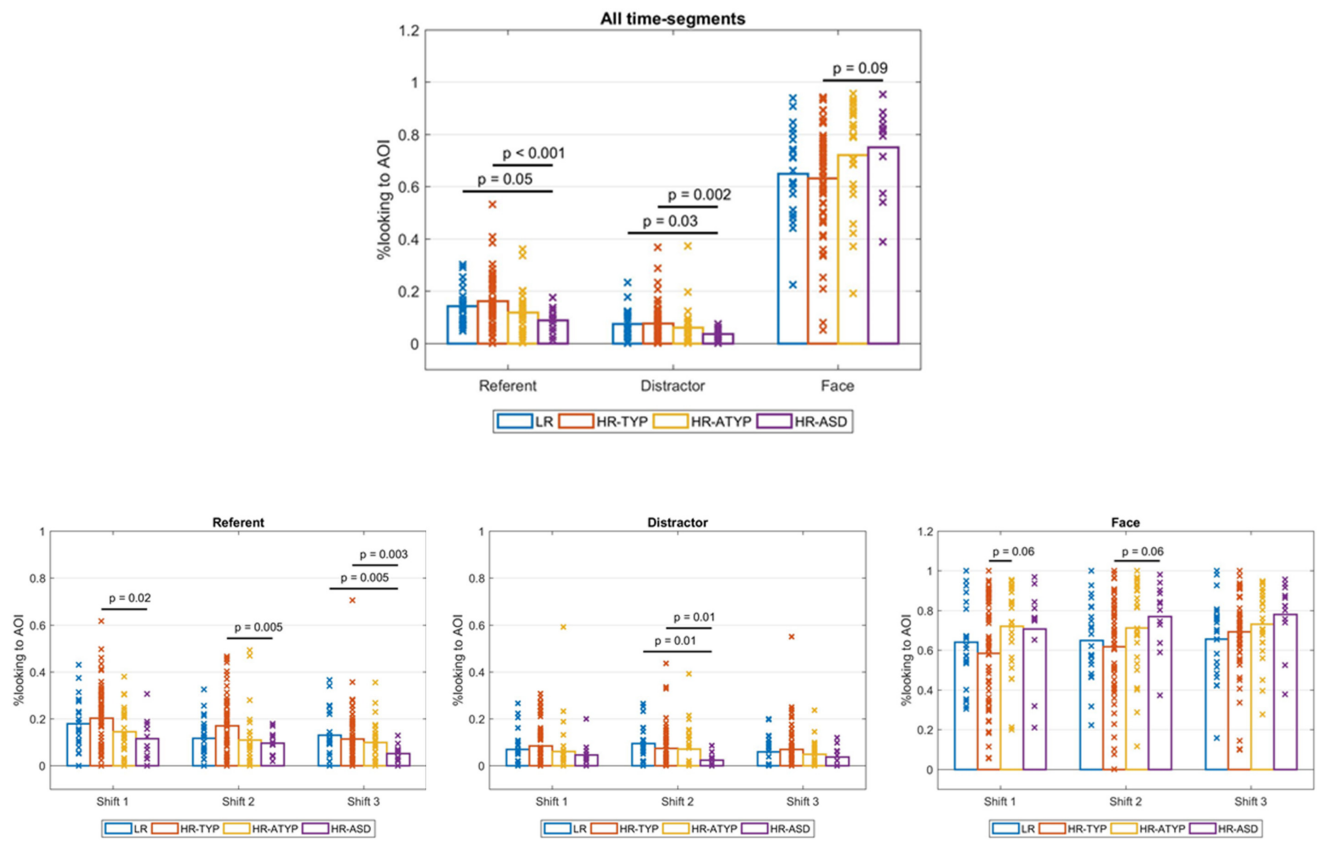 All time-segments
1.2
1
0.8
0.6
0.4
0.2
0
%looking to AOI
p < 0.001
p = 0.05
p = 0.002
p = 0.03
p = 0.09
Referent Distractor Face
LR HR-TYP HR-ATYP HR-ASD
Referent
1
0.8
0.6
0.4
0.2
0
%looking to AOI
p = 0.02
p = 0.005
p = 0.003
p = 0.005
Shift 1 Shift 2 Shift 3
LR HR-TYP HR-ATYP HR-ASD
Distractor
1
0.8
0.6
0.4
0.2
0
%looking to AOI
p = 0.01
p = 0.01
Shift 1 Shift 2 Shift 3
LR HR-TYP HR-ATYP HR-ASD
Face
1.2
1
0.8
0.6
0.4
0.2
0
%looking to AOI
p = 0.06
p = 0.06
Shift 1 Shift 2 Shift 3
LR HR-TYP HR-ATYP HR-ASD